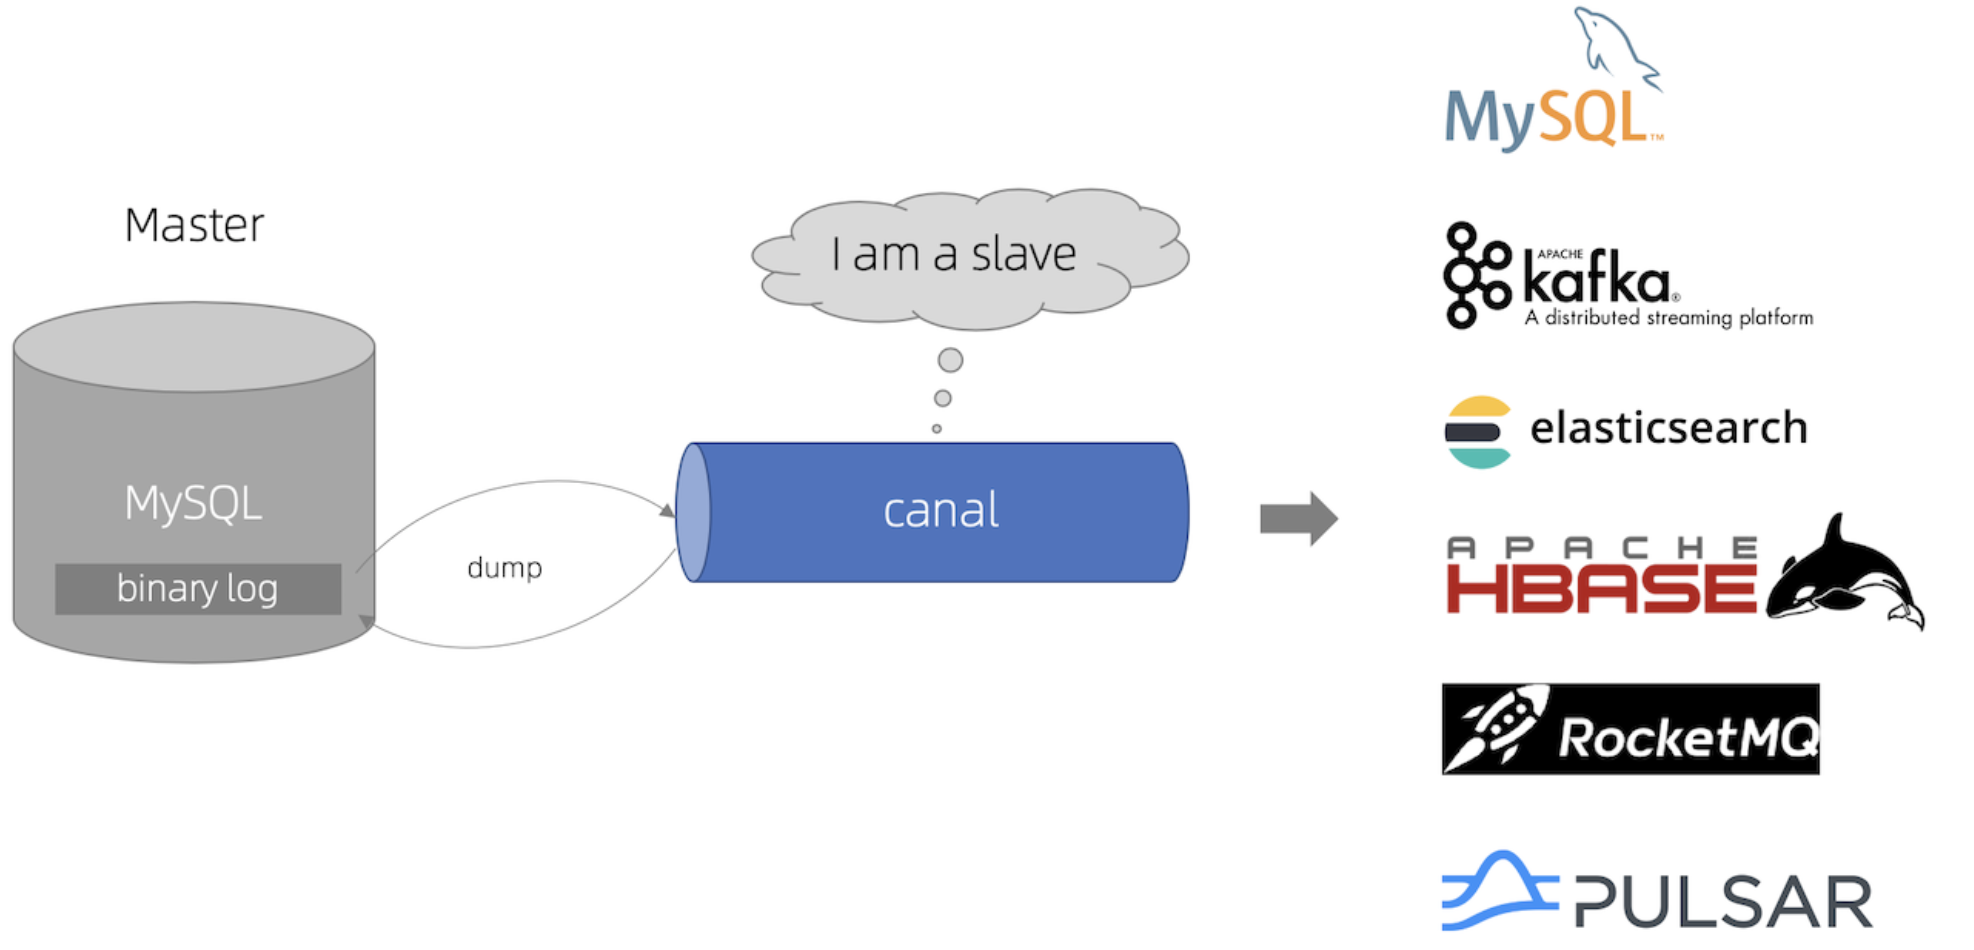 Master
MySQL
binary log
dump
I am a slave
canal
MySQL™
APACHE
kafka®
A distributed streaming platform
elasticsearch
APACHE
HBASE
RocketMQ
PULSAR